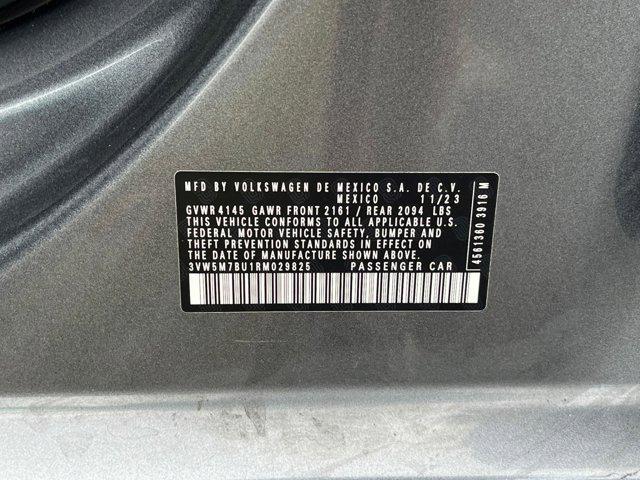 MFD BY VOLKSWAGEN DE MEXICO S.A. DE C.V.
MEXICO 11/23
GVWR 4145 GAWR FRONT 2161 / REAR 2094 LBS
THIS VEHICLE CONFORMS TO ALL APPLICABLE U.S.
FEDERAL MOTOR VEHICLE SAFETY, BUMPER AND
THEFT PREVENTION STANDARDS IN EFFECT ON
THE DATE OF MANUFACTURE SHOWN ABOVE.
3VW5M7BU1RM029825 PASSENGER CAR
4561360 3916 M